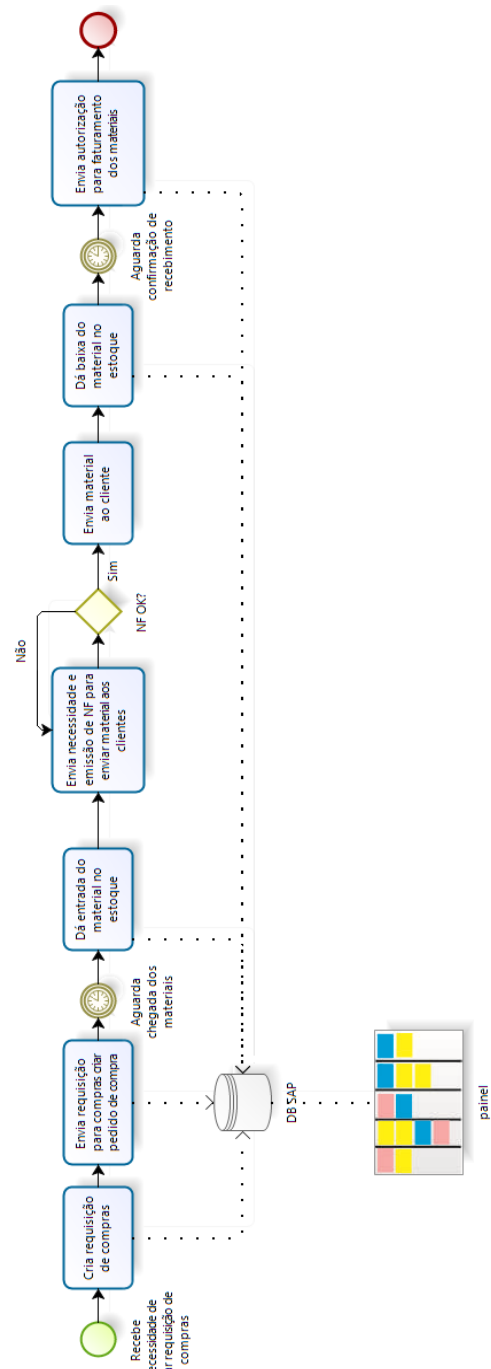 Recebe
ecessidade de
ar requisição de
compras
Cria requisição
de compras
Envia requisição
para compras criar
pedido de compra
Aguarda
chegada dos
materiais
Dá entrada do
material no
estoque
Envia necessidade e
emissão de NF para
enviar material aos
clientes
Não
NF OK?
Sim
Envia material
ao cliente
Dá baixa do
material no
estoque
Aguarda
confirmação de
recebimento
Envia autorização
para faturamento
dos materiais
DB SAP
painel